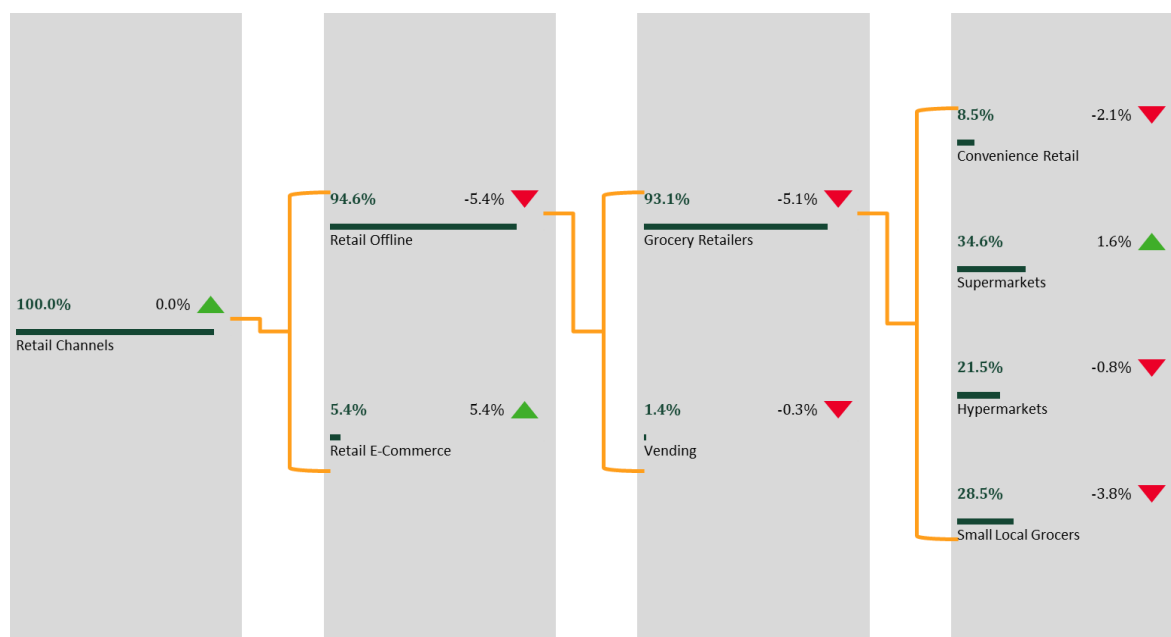 100.0% 0.0%
Retail Channels
94.6% -5.4%
Retail Offline
5.4% 5.4%
Retail E-Commerce
93.1% -5.1%
Grocery Retailers
1.4% -0.3%
Vending
8.5% -2.1%
Convenience Retail
34.6% 1.6%
Supermarkets
21.5% -0.8%
Hypermarkets
28.5% -3.8%
Small Local Grocers